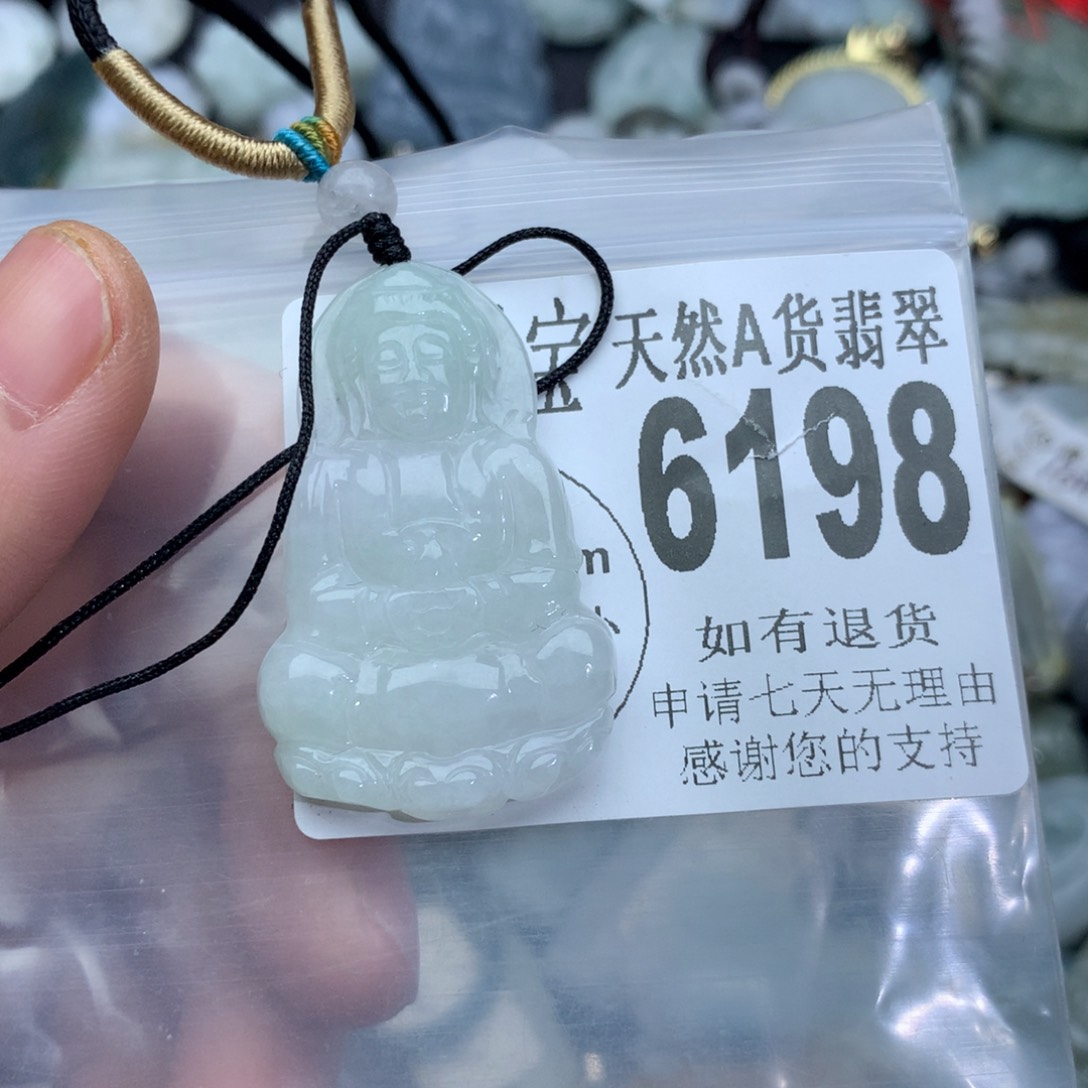 宝 天然A货翡翠
6198
m
如有退货
申请七天无理由
感谢您的支持